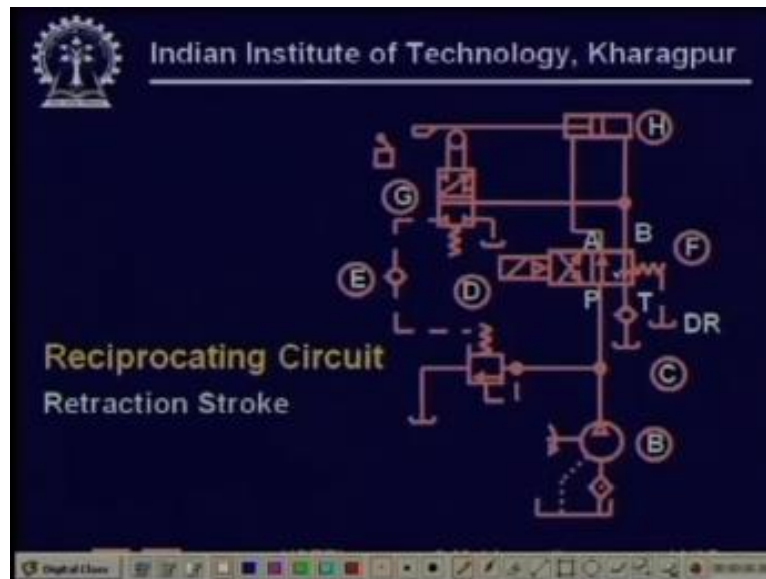 Indian Institute of Technology, Kharagpur
H
G
A
B
F
E
D
P
T
DR
Reciprocating Circuit
C
Retraction Stroke
B
Digital Class